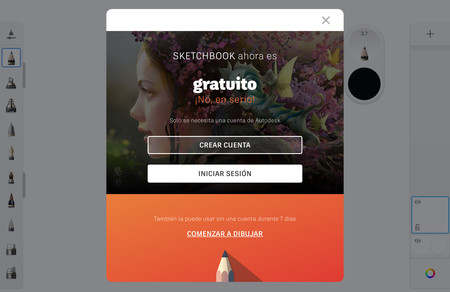 3.7
SKETCHBOOK ahora es
gratuito
¡No, en serio!
Solo se necesita una cuenta de Autodesk
CREAR CUENTA
INICIAR SESIÓN
También la puede usar sin una cuenta durante 7 días
COMENZAR A DIBUJAR